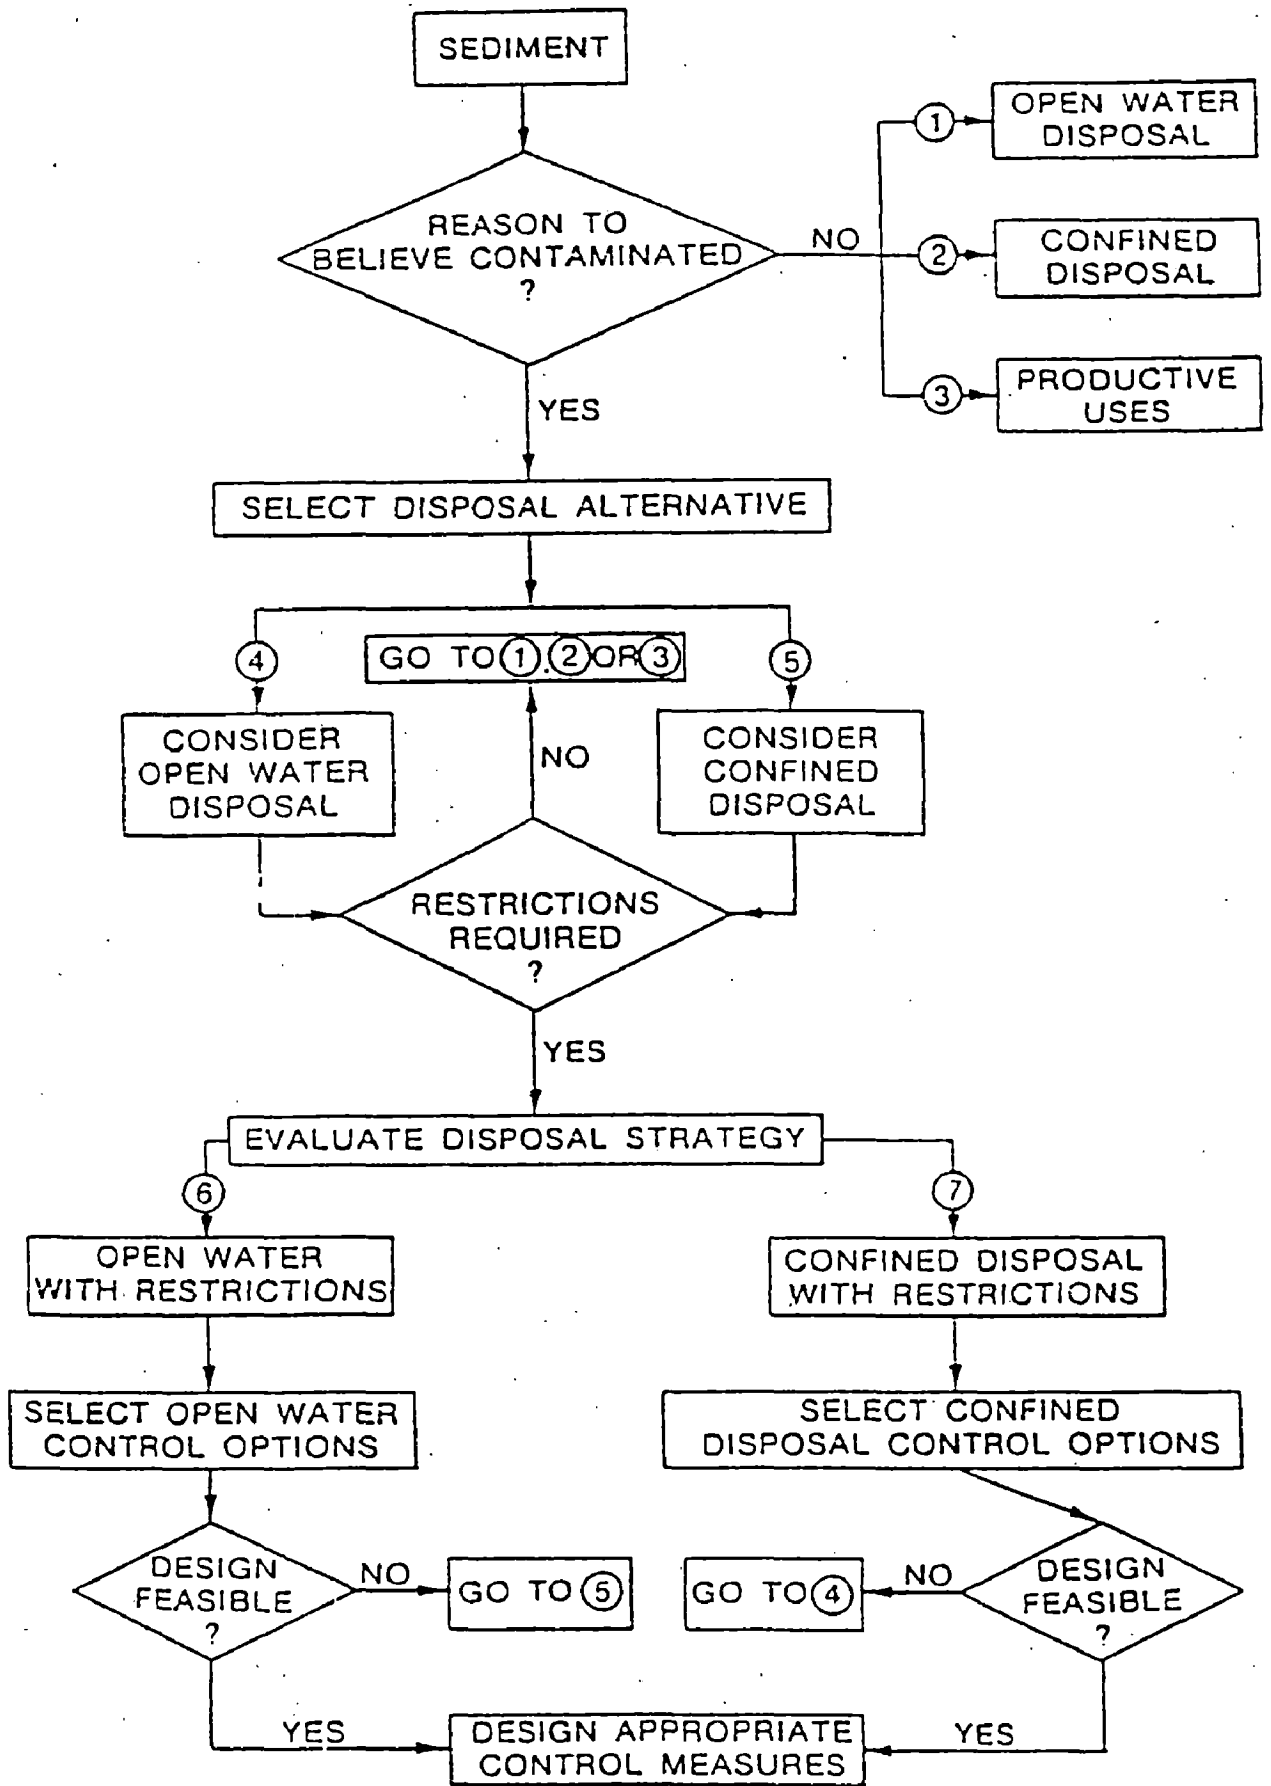 SEDIMENT
REASON TO
BELIEVE CONTAMINATED
?
NO
1
OPEN WATER
DISPOSAL
2
CONFINED
DISPOSAL
3
PRODUCTIVE
USES
YES
SELECT DISPOSAL ALTERNATIVE
4
GO TO 1, 2 OR 3
5
CONSIDER
OPEN WATER
DISPOSAL
NO
CONSIDER
CONFINED
DISPOSAL
RESTRICTIONS
REQUIRED
?
YES
EVALUATE DISPOSAL STRATEGY
6
7
OPEN WATER
WITH RESTRICTIONS
CONFINED DISPOSAL
WITH RESTRICTIONS
SELECT OPEN WATER
CONTROL OPTIONS
SELECT CONFINED
DISPOSAL CONTROL OPTIONS
DESIGN
FEASIBLE
?
NO
GO TO 5
GO TO 4
NO
DESIGN
FEASIBLE
?
YES
DESIGN APPROPRIATE
CONTROL MEASURES
YES